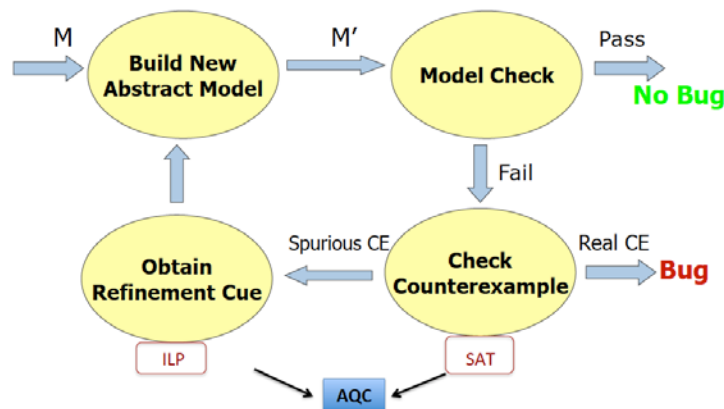 M
Build New
Abstract Model
M’
Model Check
Pass
No Bug
Fail
Obtain
Refinement Cue
Spurious CE
Check
Counterexample
Real CE
Bug
ILP
SAT
AQC